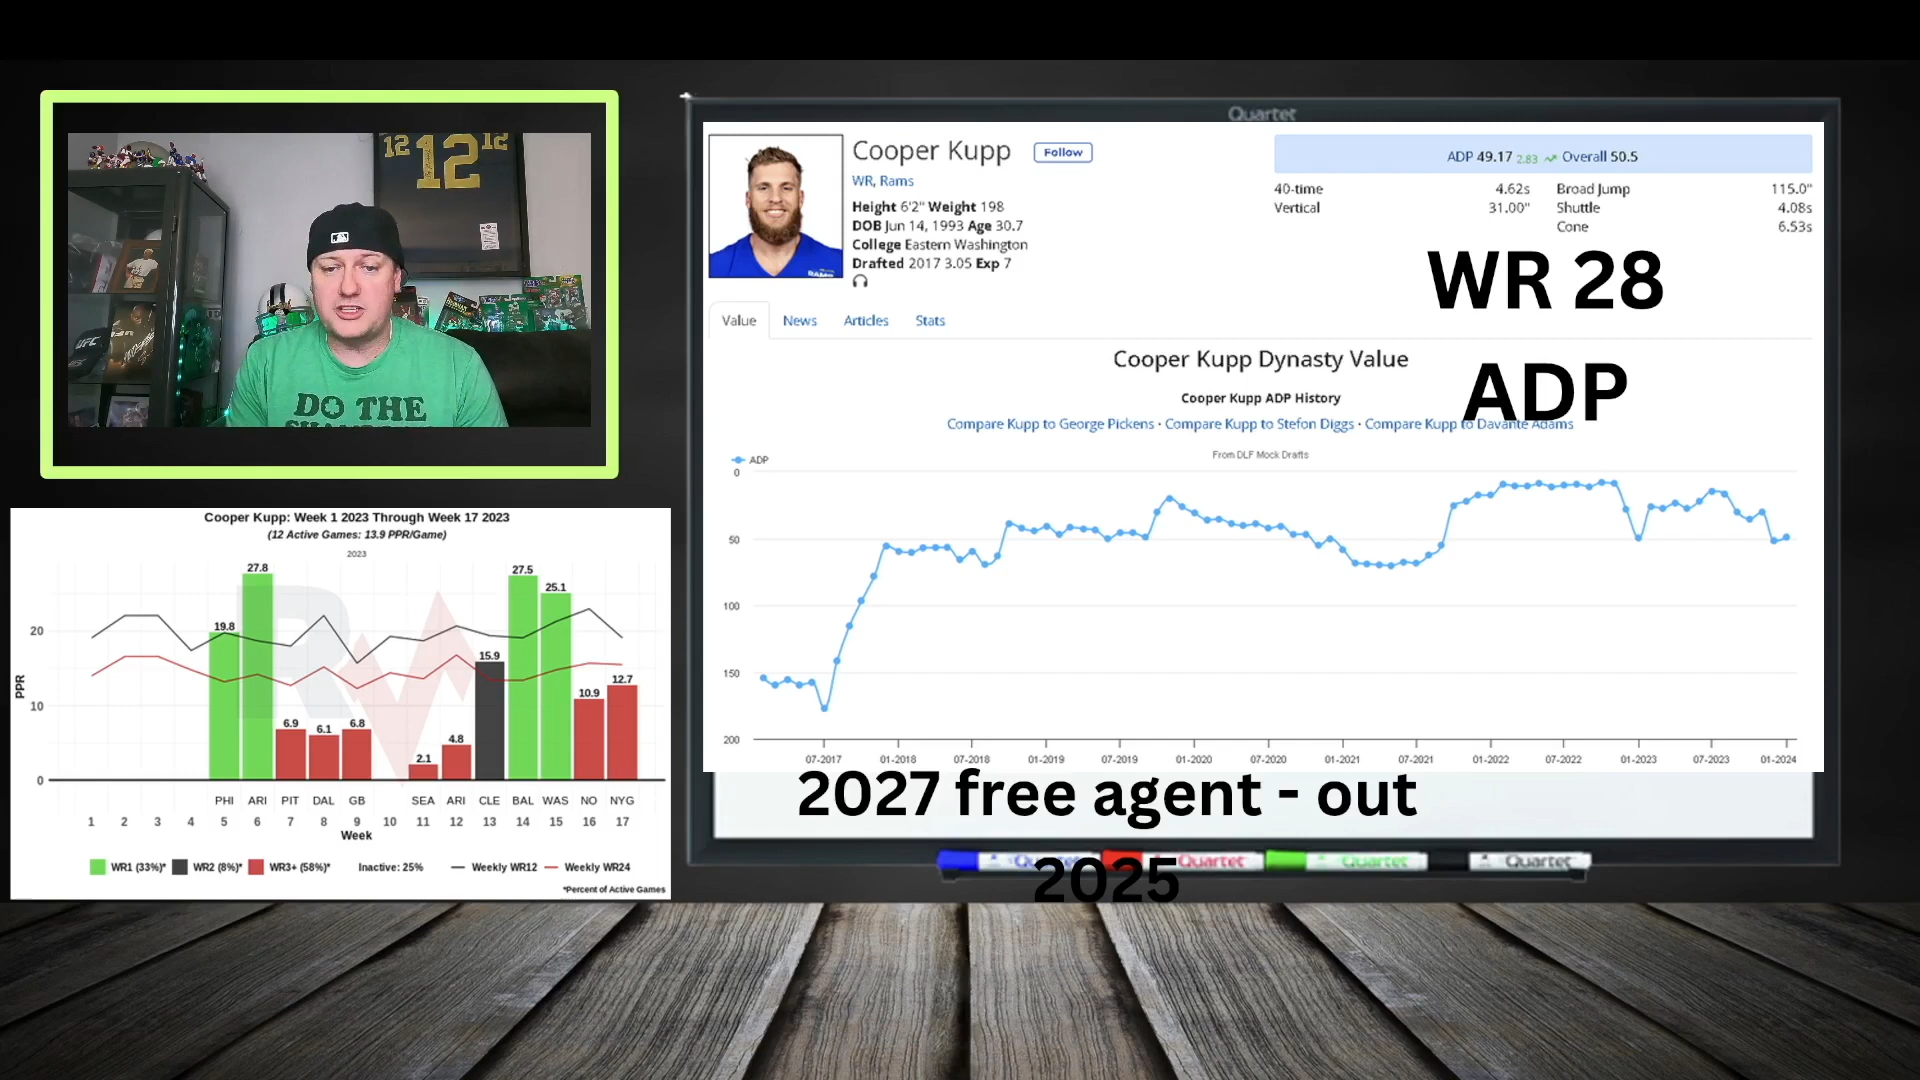 Quartet
12 12 12
UFC
DO THE
Cooper Kupp Follow
WR, Rams
Height 6'2" Weight 198
DOB Jun 14, 1993 Age 30.7
College Eastern Washington
Drafted 2017 3.05 Exp 7
ADP 49.17 2.83 Overall 50.5
40-time 4.62s Broad Jump 115.0"
Vertical 31.00" Shuttle 4.08s
Cone 6.53s
WR 28
ADP
Value News Articles Stats
Cooper Kupp Dynasty Value
Cooper Kupp ADP History
Compare Kupp to George Pickens · Compare Kupp to Stefon Diggs · Compare Kupp to Davante Adams
From DLF Mock Drafts
ADP
0
50
100
150
200
07-2017 01-2018 07-2018 01-2019 07-2019 01-2020 07-2020 01-2021 07-2021 01-2022 07-2022 01-2023 07-2023 01-2024
2027 free agent - out
2025
Quartet Quartet Quartet Quartet
Cooper Kupp: Week 1 2023 Through Week 17 2023
(12 Active Games: 13.9 PPR/Game)
2023
PPR
20
10
0
19.8 27.8 6.9 6.1 6.8 2.1 4.8 15.9 27.5 25.1 10.9 12.7
PHI ARI PIT DAL GB SEA ARI CLE BAL WAS NO NYG
1 2 3 4 5 6 7 8 9 10 11 12 13 14 15 16 17
Week
WR1 (33%)* WR2 (8%)* WR3+ (58%)* Inactive: 25% Weekly WR12 Weekly WR24
*Percent of Active Games